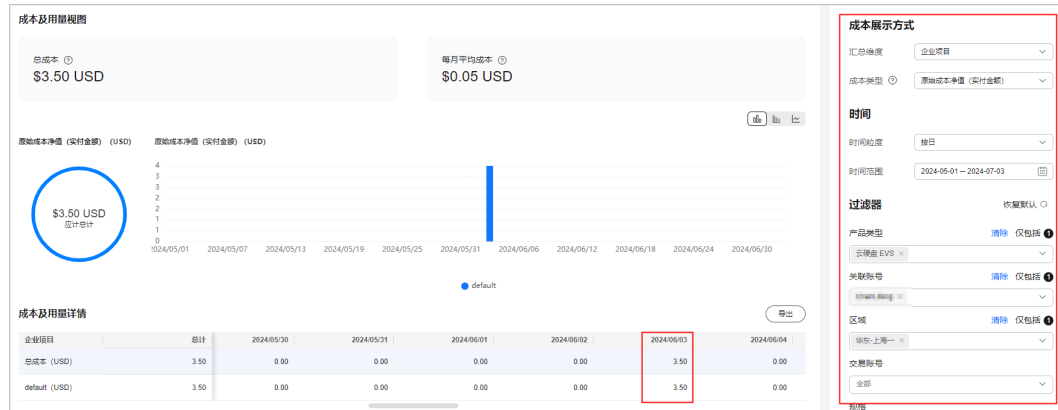 成本及用量视图
总成本 ?
$3.50 USD
每月平均成本 ?
$0.05 USD
原始成本净值（实付金额）（USD）
原始成本净值（实付金额）（USD）
$3.50 USD
应计总计
4
3
3
2
2
1
1
0
2024/05/01 2024/05/07 2024/05/13 2024/05/19 2024/05/25 2024/05/31 2024/06/06 2024/06/12 2024/06/18 2024/06/24 2024/06/30
default
成本及用量详情
导出
企业项目 总计 2024/05/30 2024/05/31 2024/06/01 2024/06/02 2024/06/03 2024/06/04
总成本（USD） 3.50 0.00 0.00 0.00 0.00 3.50 0.00
default（USD） 3.50 0.00 0.00 0.00 0.00 3.50 0.00
成本展示方式
汇总维度 企业项目
成本类型 ? 原始成本净值（实付金额）
时间
时间粒度 按日
时间范围 2024-05-01 – 2024-07-03
过滤器 恢复默认
产品类型 清除 仅包括 1
云硬盘 EVS ×
关联账号 清除 仅包括 1
区域 清除 仅包括 1
华东-上海一 ×
交易账号
全部
规格